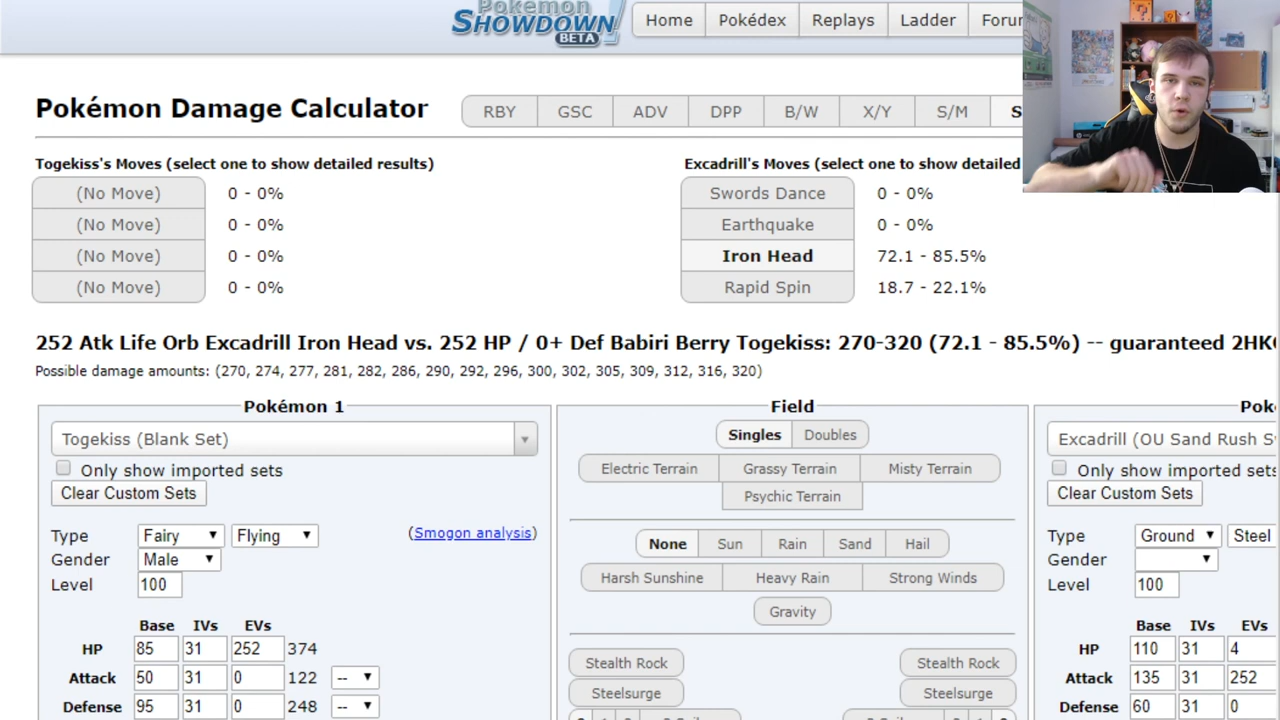 Pokémon
SHOWDOWN!
BETA
Home Pokédex Replays Ladder Forum
Pokémon Damage Calculator
RBY GSC ADV DPP B/W X/Y S/M S
Togekiss's Moves (select one to show detailed results)
(No Move) 0 - 0%
(No Move) 0 - 0%
(No Move) 0 - 0%
(No Move) 0 - 0%
Excadrill's Moves (select one to show detailed
Swords Dance 0 - 0%
Earthquake 0 - 0%
Iron Head 72.1 - 85.5%
Rapid Spin 18.7 - 22.1%
252 Atk Life Orb Excadrill Iron Head vs. 252 HP / 0+ Def Babiri Berry Togekiss: 270-320 (72.1 - 85.5%) -- guaranteed 2HKO
Possible damage amounts: (270, 274, 277, 281, 282, 286, 290, 292, 296, 300, 302, 305, 309, 312, 316, 320)
Pokémon 1
Togekiss (Blank Set)
Only show imported sets
Clear Custom Sets
Type Fairy Flying (Smogon analysis)
Gender Male
Level 100
Base IVs EVs
HP 85 31 252 374
Attack 50 31 0 122 --
Defense 95 31 0 248 --
Field
Singles Doubles
Electric Terrain Grassy Terrain Misty Terrain
Psychic Terrain
None Sun Rain Sand Hail
Harsh Sunshine Heavy Rain Strong Winds
Gravity
Stealth Rock Stealth Rock
Steelsurge Steelsurge
Pok
Excadrill (OU Sand Rush S
Only show imported sets
Clear Custom Sets
Type Ground Steel
Gender
Level 100
Base IVs EVs
HP 110 31 4
Attack 135 31 252
Defense 60 31 0